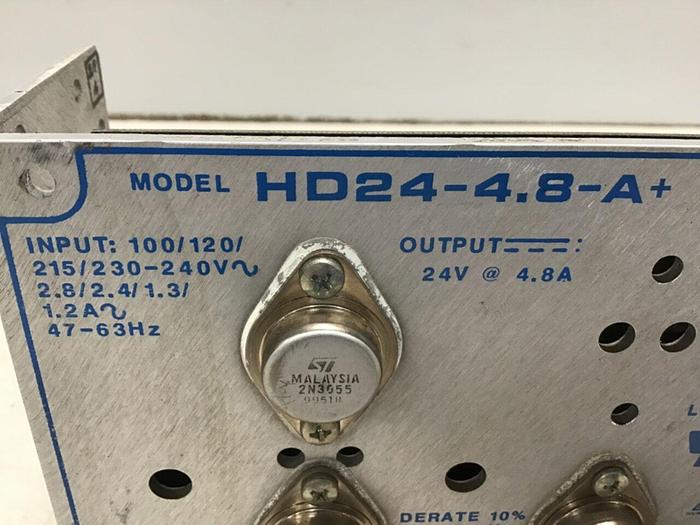 MODEL HD24-4.8-A+
INPUT: 100/120/
215/230-240V∿
2.8/2.4/1.3/
1.2A∿
47-63Hz
OUTPUT⎓:
24V @ 4.8A
ST
MALAYSIA
2N3055
DERATE 10%